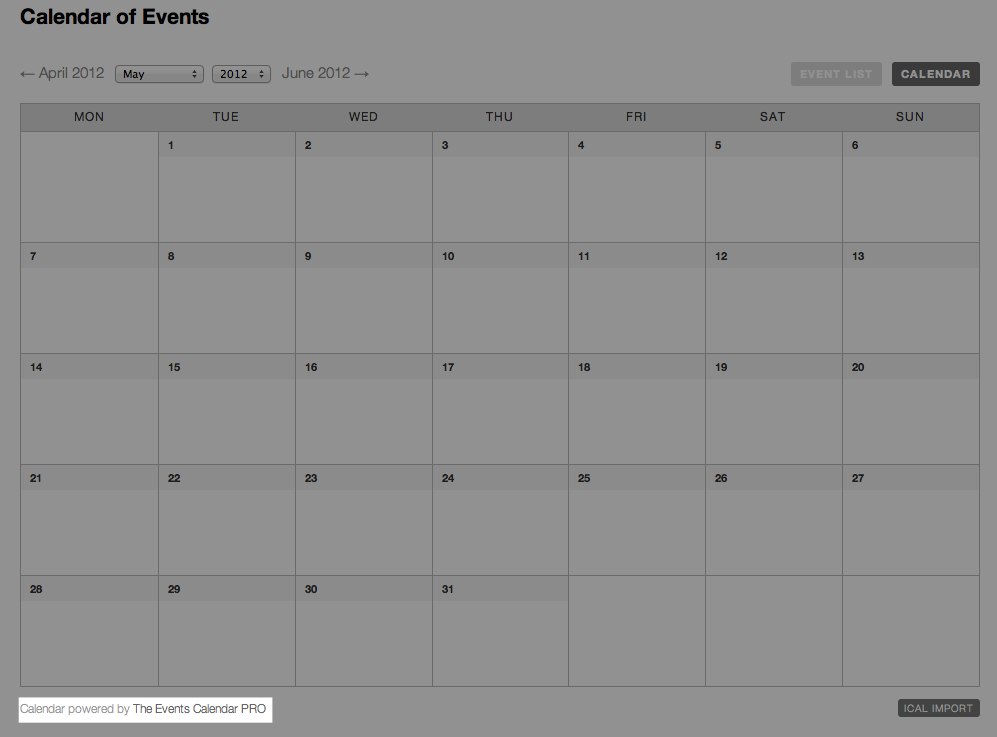 Calendar of Events
← April 2012 May 2012 June 2012 → EVENT LIST CALENDAR
MON TUE WED THU FRI SAT SUN
1 2 3 4 5 6
7 8 9 10 11 12 13
14 15 16 17 18 19 20
21 22 23 24 25 26 27
28 29 30 31
Calendar powered by The Events Calendar PRO ICAL IMPORT